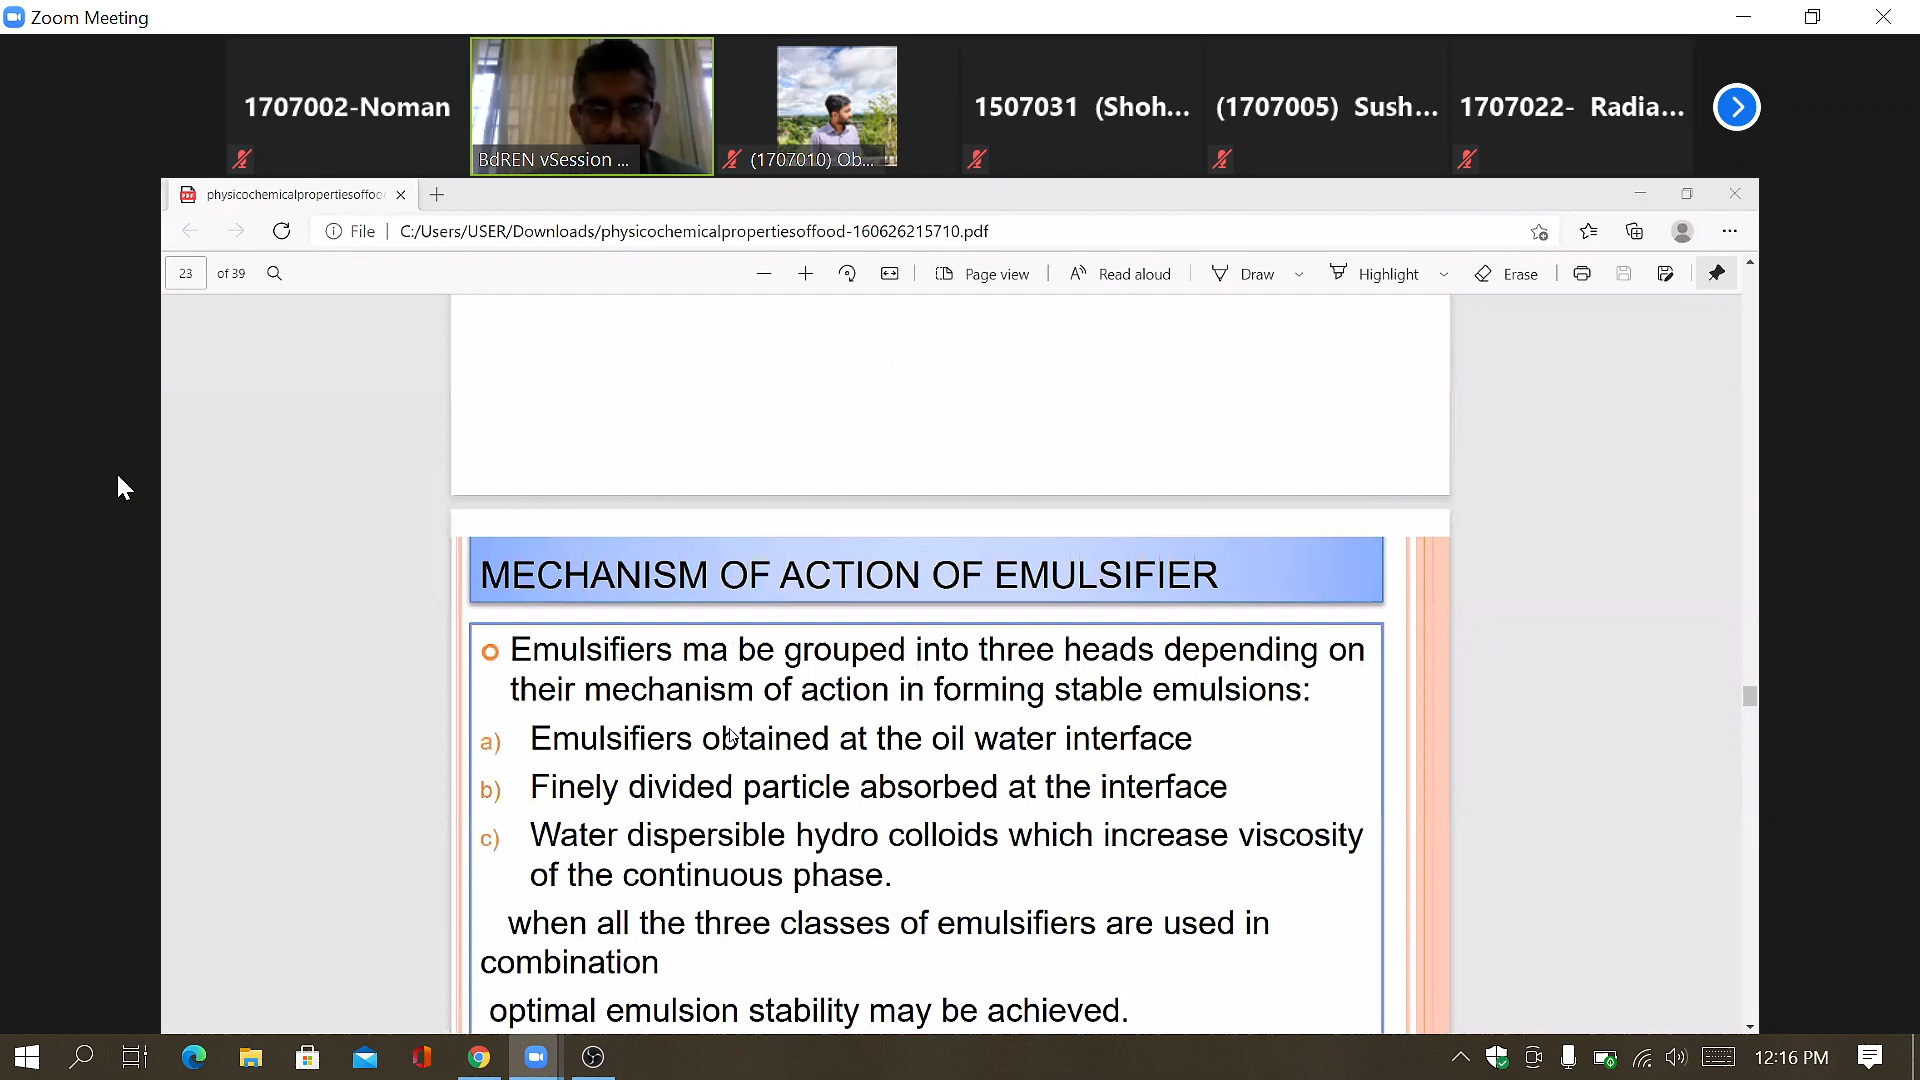 Zoom Meeting
1707002-Noman
BdREN vSession ...
(1707010) Ob...
1507031 (Shoh...
(1707005) Sush...
1707022- Radia...
physicochemicalpropertiesoffoo
File
C:/Users/USER/Downloads/physicochemicalpropertiesoffood-160626215710.pdf
23 of 39
Page view
Read aloud
Draw
Highlight
Erase
MECHANISM OF ACTION OF EMULSIFIER
Emulsifiers ma be grouped into three heads depending on
their mechanism of action in forming stable emulsions:
a) Emulsifiers obtained at the oil water interface
b) Finely divided particle absorbed at the interface
c) Water dispersible hydro colloids which increase viscosity
of the continuous phase.
when all the three classes of emulsifiers are used in
combination
optimal emulsion stability may be achieved.
12:16 PM